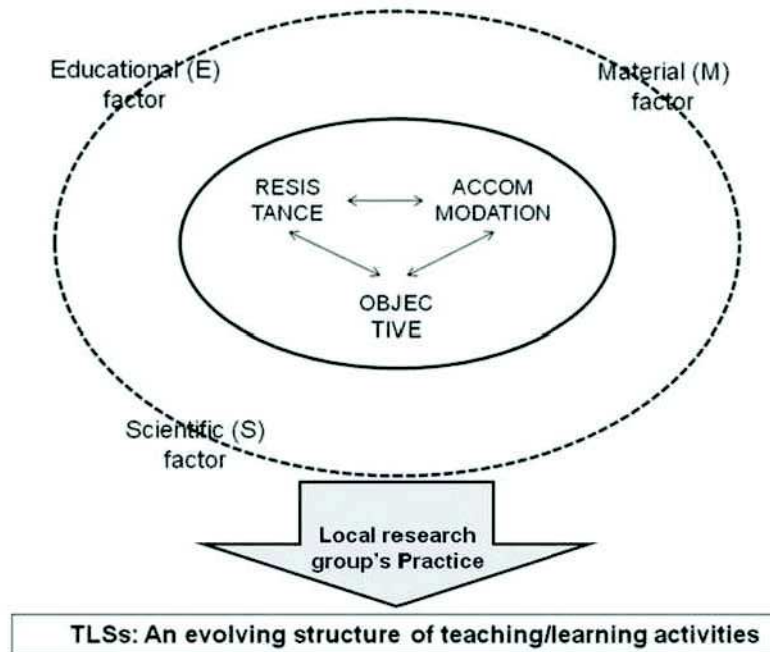 Educational (E)
factor
Material (M)
factor
RESIS
TANCE
ACCOM
MODATION
OBJEC
TIVE
Scientific (S)
factor
Local research
group's Practice
TLSs: An evolving structure of teaching/learning activities